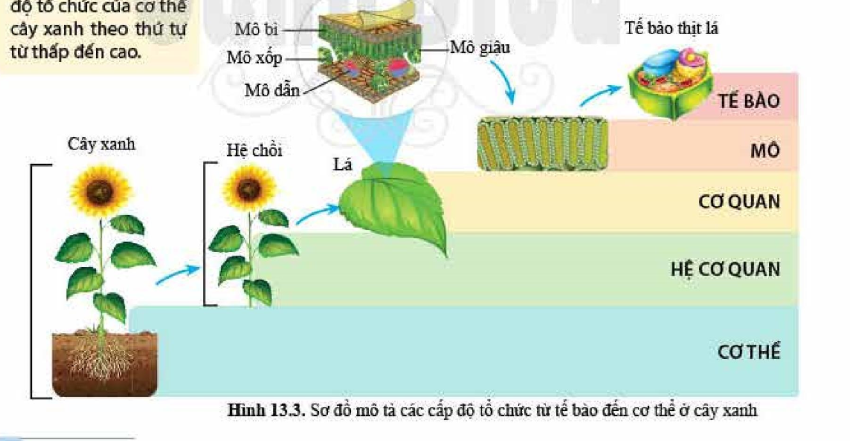 độ tổ chức của cơ thể
cây xanh theo thứ tự
từ thấp đến cao.
Mô bì
Mô xốp
Mô dẫn
Mô giậu
Tế bào thịt lá
TẾ BÀO
MÔ
CƠ QUAN
HỆ CƠ QUAN
CƠ THỂ
Cây xanh
Hệ chồi
Lá
Hình 13.3. Sơ đồ mô tả các cấp độ tổ chức từ tế bào đến cơ thể ở cây xanh